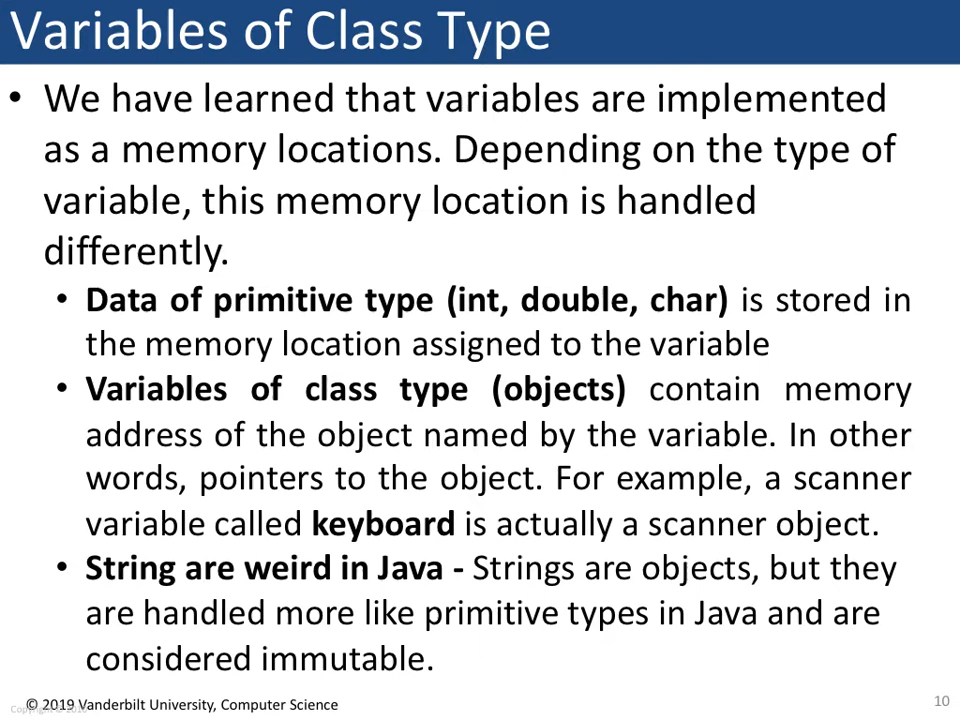 Variables of Class Type
• We have learned that variables are implemented
as a memory locations. Depending on the type of
variable, this memory location is handled
differently.
• Data of primitive type (int, double, char) is stored in
the memory location assigned to the variable
• Variables of class type (objects) contain memory
address of the object named by the variable. In other
words, pointers to the object. For example, a scanner
variable called keyboard is actually a scanner object.
• String are weird in Java - Strings are objects, but they
are handled more like primitive types in Java and are
considered immutable.
© 2019 Vanderbilt University, Computer Science
10